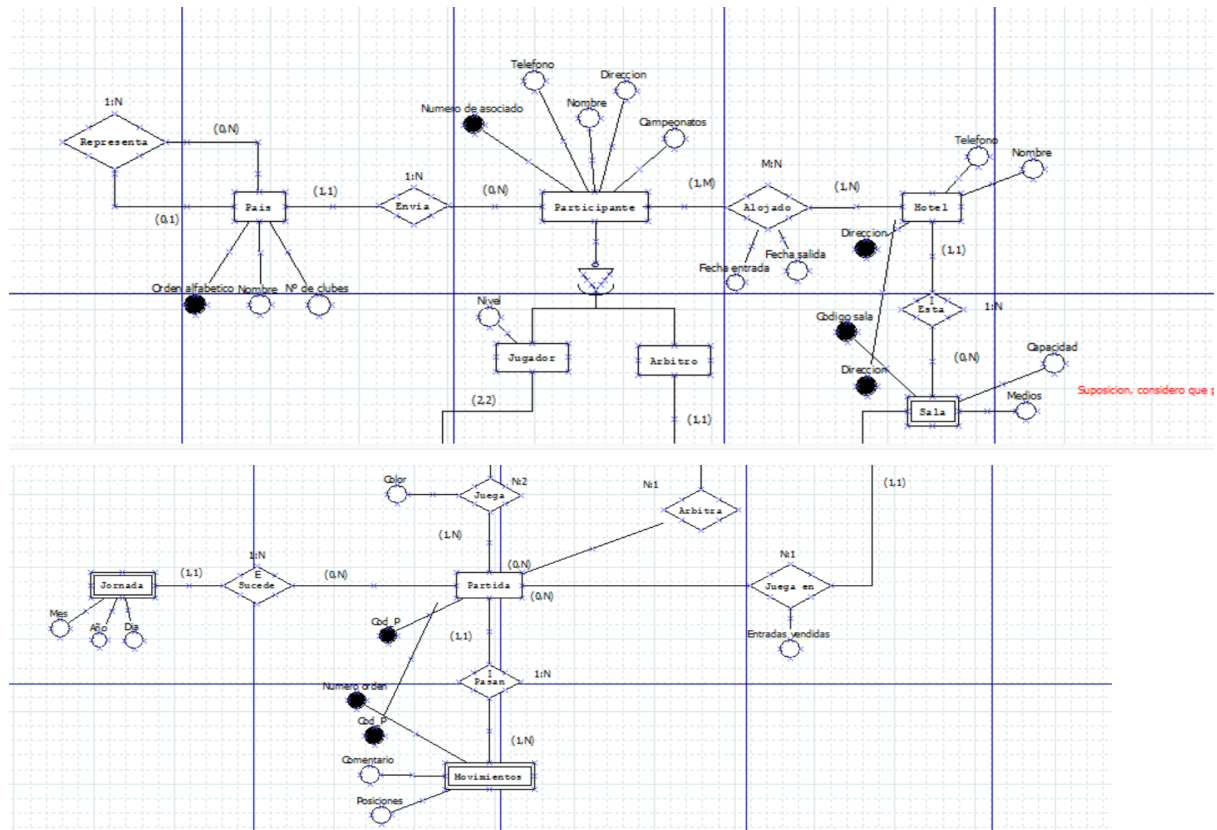 Telefono
Direccion
1:N
Numero de asociado
Nombre
Campeonatos
Telefono
Nombre
(0,N)
Representa
M:N
1:N
(1,1)
(0,N)
(1,M)
(1,N)
Pais
Envia
Participante
Alojado
Hotel
(0,1)
Direccion
(1,1)
Fecha salida
Fecha entrada
Orden alfabetico
Nombre
Nº de clubes
Nivel
I
Esta
1:N
Codigo sala
Capacidad
Jugador
Arbitro
(0,N)
Direccion
Suposicion, considero que p
(2,2)
Medios
Sala
(1,1)
Color
N:2
Juega
N:1
(1,1)
Arbitra
(1,N)
1:N
(0,N)
N:1
(1,1)
E
Sucede
(0,N)
Jornada
Partida
Juega en
(0,N)
Mes
Año
Dia
Cod_P
(1,1)
Entradas vendidas
I
Pasan
1:N
Numero orden
Cod_P
(1,N)
Comentario
Movimientos
Posiciones